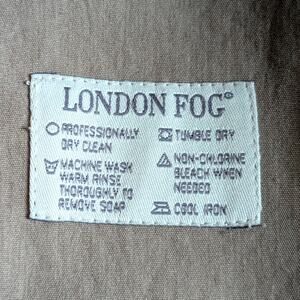 LONDON FOG®
PROFESSIONALLY
DRY CLEAN
MACHINE WASH
WARM RINSE
THOROUGHLY TO
REMOVE SOAP
TUMBLE DRY
NON-CHLORINE
BLEACH WHEN
NEEDED
COOL IRON